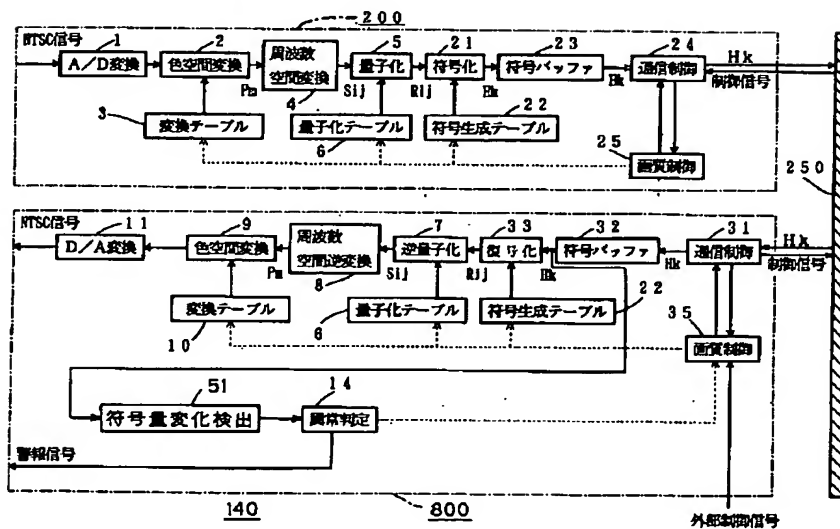 200
NTSC信号
1
A/D変換
2
色空間変換
Pm
周波数
空間変換
4
Sij
5
量子化
Rij
21
符号化
Hk
23
符号バッファ
Hk
24
通信制御
Hk
制御信号
3
変換テーブル
6
量子化テーブル
22
符号生成テーブル
25
画質制御
250
NTSC信号
11
D/A変換
9
色空間変換
Pm
周波数
空間逆変換
8
Sij
7
逆量子化
Rij
33
復号化
Hk
32
符号バッファ
Hk
31
通信制御
Hk
制御信号
10
変換テーブル
6
量子化テーブル
22
符号生成テーブル
35
画質制御
51
符号量変化検出
14
異常判定
警報信号
140
800
外部制御信号